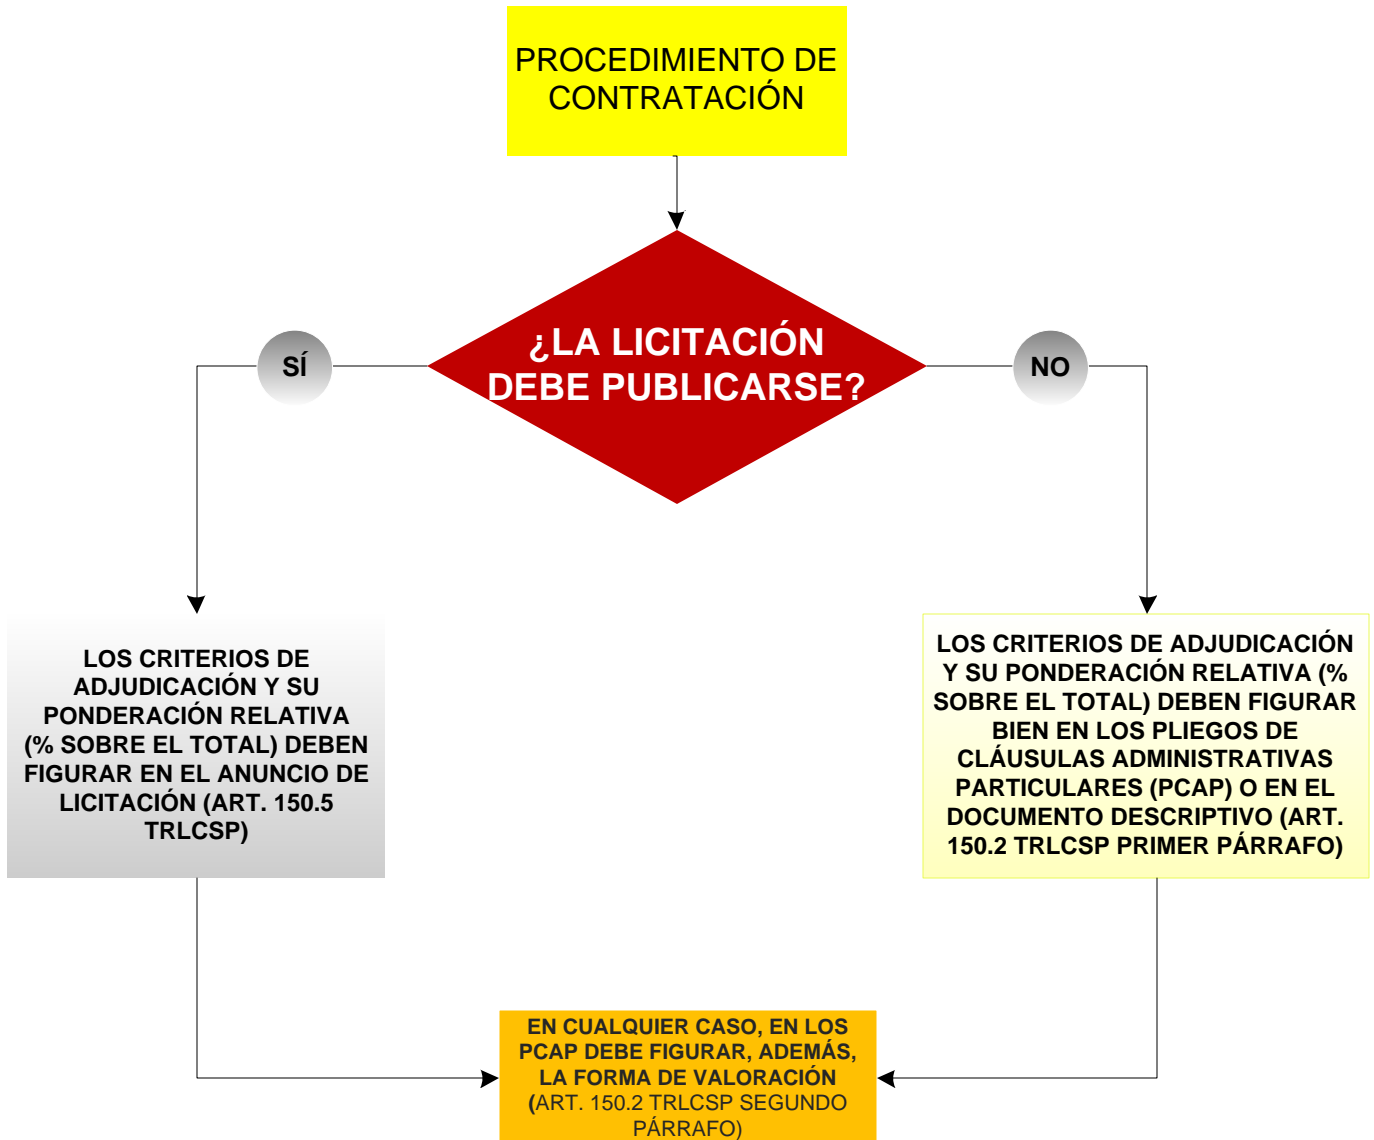 PROCEDIMIENTO DE
CONTRATACIÓN
¿LA LICITACIÓN
DEBE PUBLICARSE?
SÍ
NO
LOS CRITERIOS DE
ADJUDICACIÓN Y SU
PONDERACIÓN RELATIVA
(% SOBRE EL TOTAL) DEBEN
FIGURAR EN EL ANUNCIO DE
LICITACIÓN (ART. 150.5
TRLCSP)
LOS CRITERIOS DE ADJUDICACIÓN
Y SU PONDERACIÓN RELATIVA (%
SOBRE EL TOTAL) DEBEN FIGURAR
BIEN EN LOS PLIEGOS DE
CLÁUSULAS ADMINISTRATIVAS
PARTICULARES (PCAP) O EN EL
DOCUMENTO DESCRIPTIVO (ART.
150.2 TRLCSP PRIMER PÁRRAFO)
EN CUALQUIER CASO, EN LOS
PCAP DEBE FIGURAR, ADEMÁS,
LA FORMA DE VALORACIÓN
(ART. 150.2 TRLCSP SEGUNDO
PÁRRAFO)